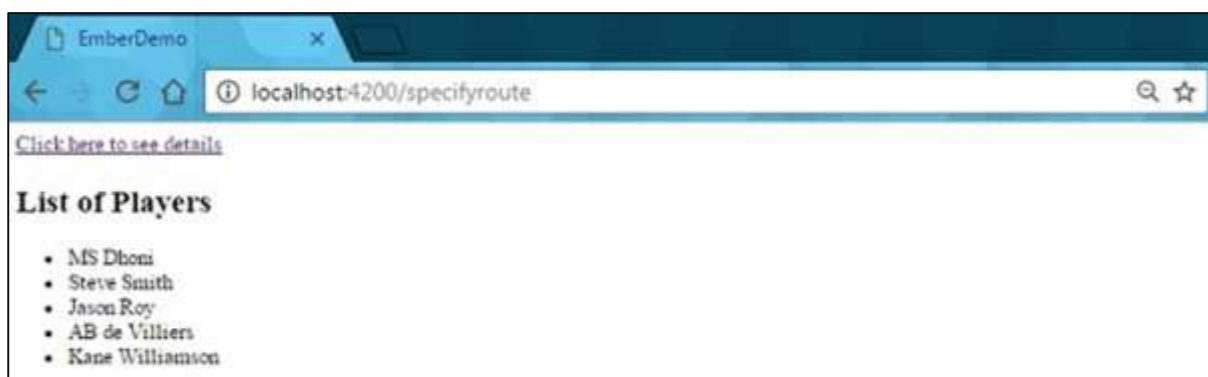 EmberDemo
localhost:4200/specifyroute
Click here to see details
List of Players
MS Dhoni
Steve Smith
Jason Roy
AB de Villiers
Kane Williamson